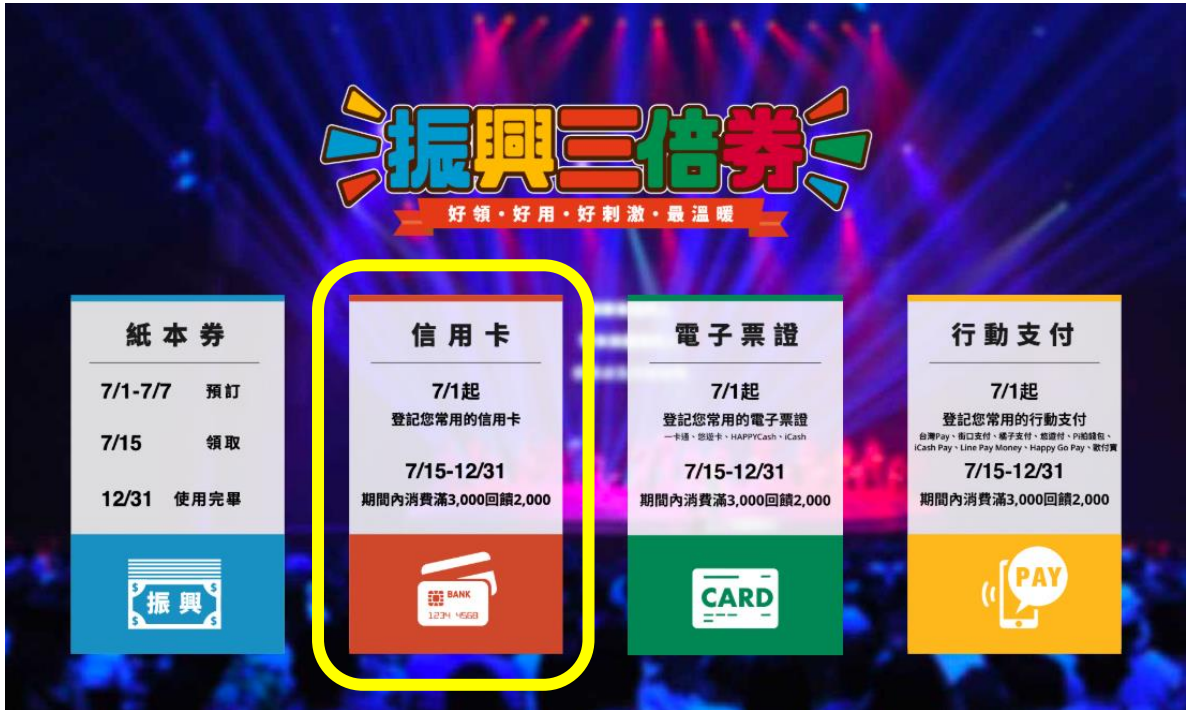 振興三倍券
好領・好用・好刺激・最溫暖
紙本券
7/1-7/7 預訂
7/15 領取
12/31 使用完畢
$ $
振興
$ $
信用卡
7/1起
登記您常用的信用卡
7/15-12/31
期間內消費滿3,000回饋2,000
BANK
1234 4568
電子票證
7/1起
登記您常用的電子票證
一卡通、悠遊卡、HAPPYCash、iCash
7/15-12/31
期間內消費滿3,000回饋2,000
CARD
行動支付
7/1起
登記您常用的行動支付
台灣Pay、街口支付、橘子支付、悠遊付、Pi拍錢包、
iCash Pay、Line Pay Money、Happy Go Pay、歐付寶
7/15-12/31
期間內消費滿3,000回饋2,000
PAY